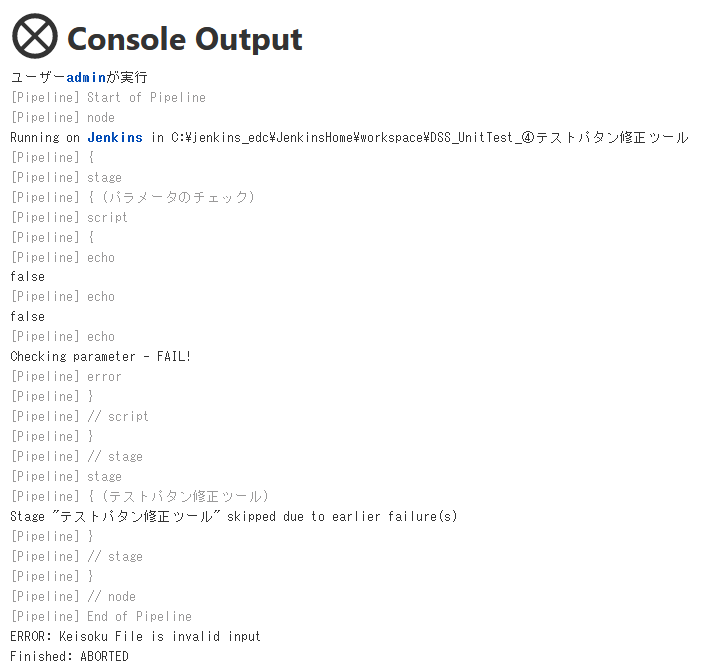 Console Output
ユーザーadminが実行
[Pipeline] Start of Pipeline
[Pipeline] node
Running on Jenkins in C:¥jenkins_edc¥JenkinsHome¥workspace¥DSS_UnitTest_④テストパタン修正ツール
[Pipeline] {
[Pipeline] stage
[Pipeline] { (パラメータのチェック)
[Pipeline] script
[Pipeline] {
[Pipeline] echo
false
[Pipeline] echo
false
[Pipeline] echo
Checking parameter - FAIL!
[Pipeline] error
[Pipeline] }
[Pipeline] // script
[Pipeline] }
[Pipeline] // stage
[Pipeline] stage
[Pipeline] { (テストパタン修正ツール)
Stage "テストパタン修正ツール" skipped due to earlier failure(s)
[Pipeline] }
[Pipeline] // stage
[Pipeline] }
[Pipeline] // node
[Pipeline] End of Pipeline
ERROR: Keisoku File is invalid input
Finished: ABORTED